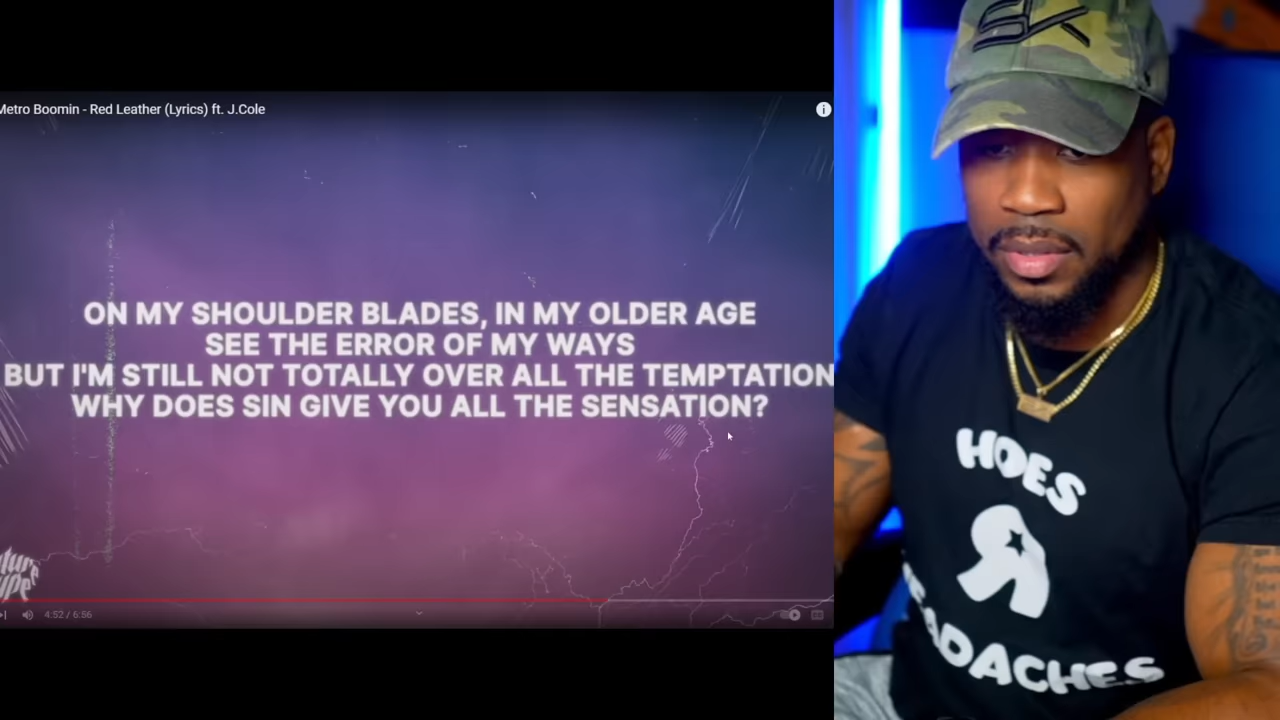 Metro Boomin - Red Leather (Lyrics) ft. J.Cole
ON MY SHOULDER BLADES, IN MY OLDER AGE
SEE THE ERROR OF MY WAYS
BUT I'M STILL NOT TOTALLY OVER ALL THE TEMPTATION
WHY DOES SIN GIVE YOU ALL THE SENSATION?
4:52 / 6:56
HOES
R
ADACHES